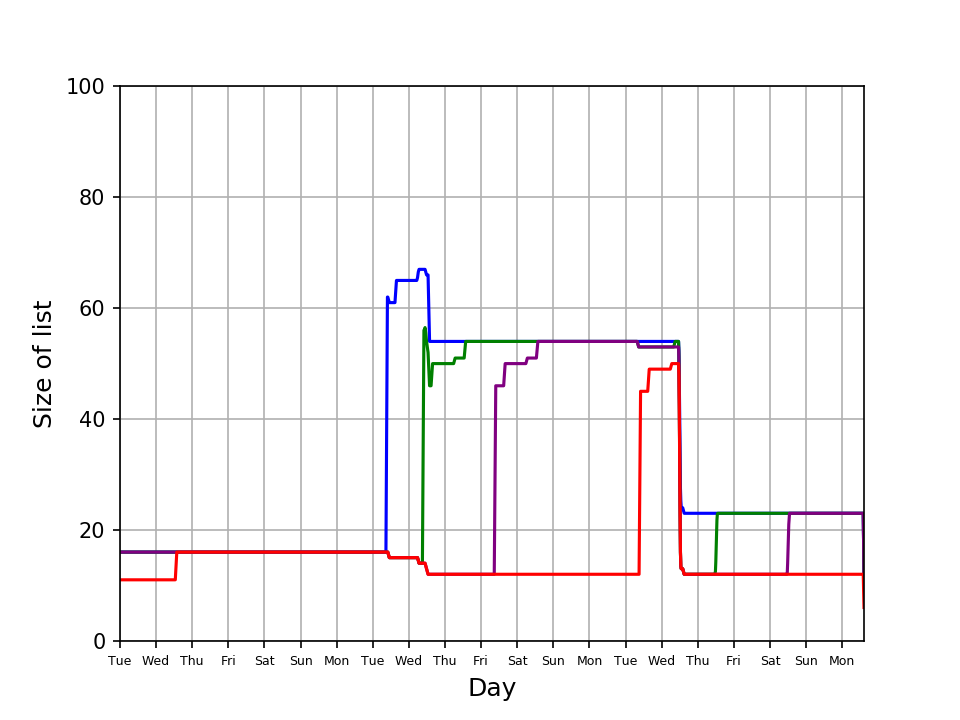 100
80
60
40
20
0
Size of list
Tue Wed Thu Fri Sat Sun Mon Tue Wed Thu Fri Sat Sun Mon Tue Wed Thu Fri Sat Sun Mon
Day